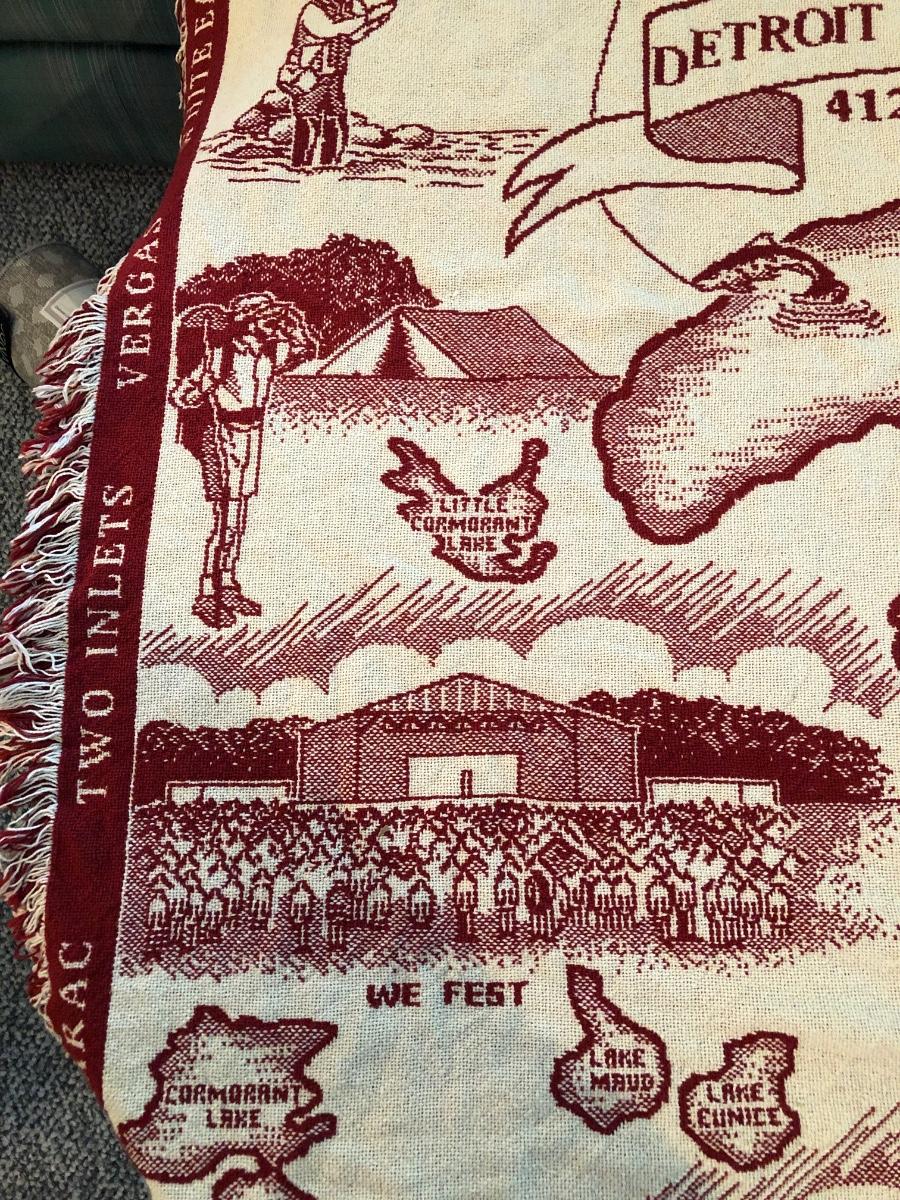 DETROIT
412
VERGAS
LITTLE
CORMORANT
LAKE
TWO INLETS
WE FEST
LAKE
MAUD
LAKE
EUNICE
CORMORANT
LAKE
RAC